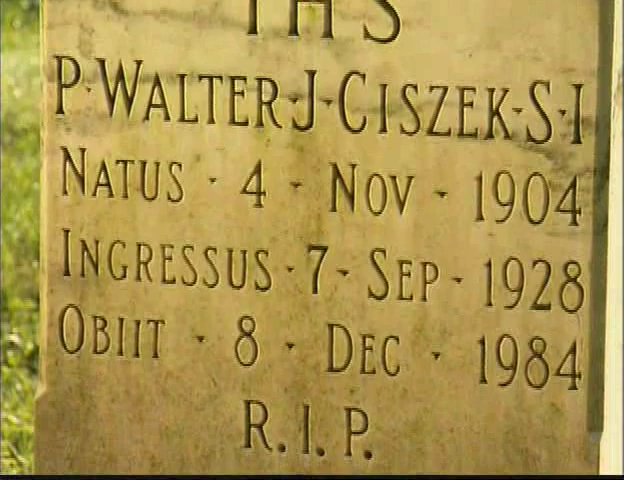 IHS
P·WALTER·J·CISZEK·S·I
NATUS · 4 · NOV · 1904
INGRESSUS · 7 · SEP · 1928
OBIIT · 8 · DEC · 1984
R.I.P.